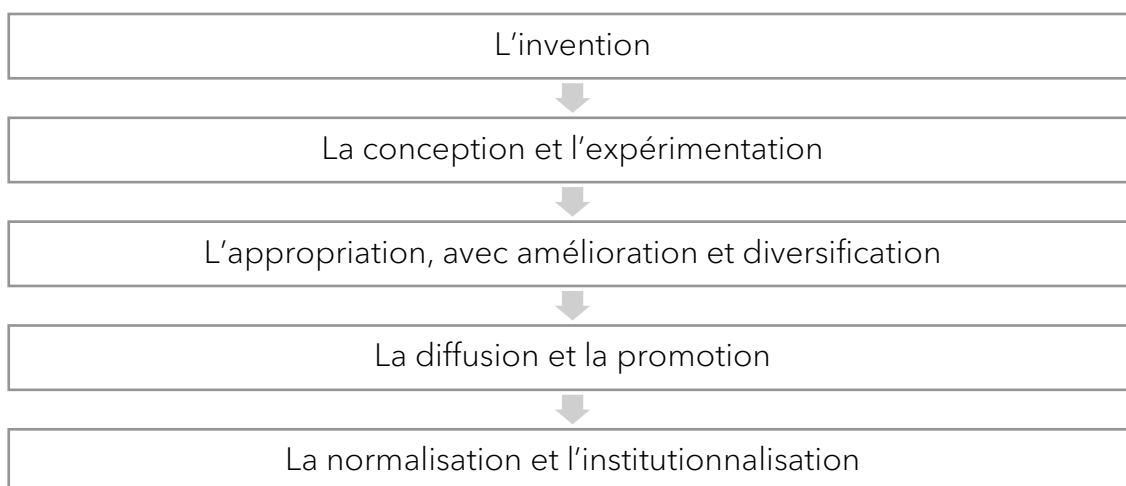 L’invention
La conception et l’expérimentation
L’appropriation, avec amélioration et diversification
La diffusion et la promotion
La normalisation et l’institutionnalisation